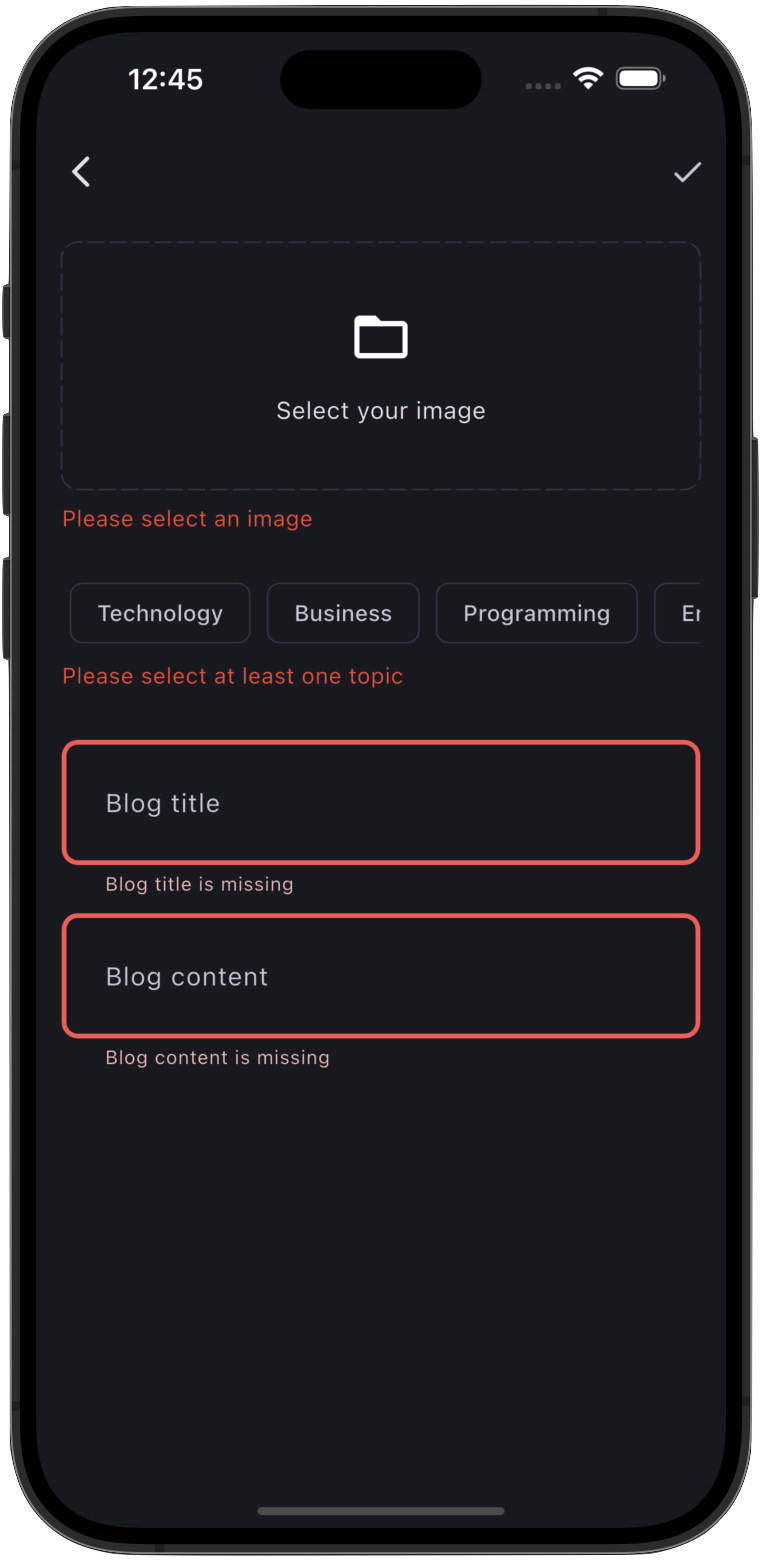 12:45
Select your image
Please select an image
Technology Business Programming
Please select at least one topic
Blog title
Blog title is missing
Blog content
Blog content is missing